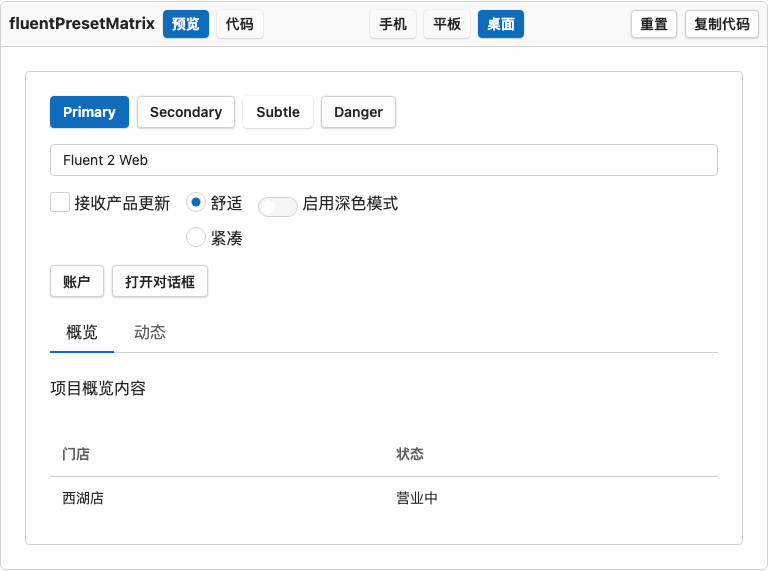 fluentPresetMatrix 预览 代码 手机 平板 桌面 重置 复制代码
Primary Secondary Subtle Danger
Fluent 2 Web
接收产品更新 舒适 启用深色模式
紧凑
账户 打开对话框
概览 动态
项目概览内容
门店 状态
西湖店 营业中